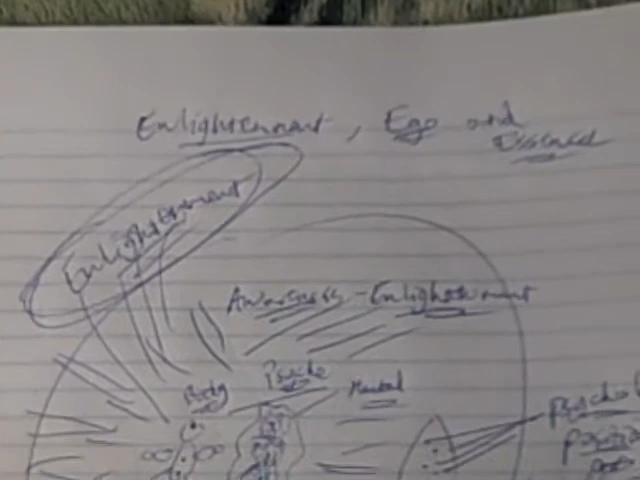 Enlightenment, Ego and Disease
Enlightenment
Awareness - Enlightenment
Body Psyche Mental